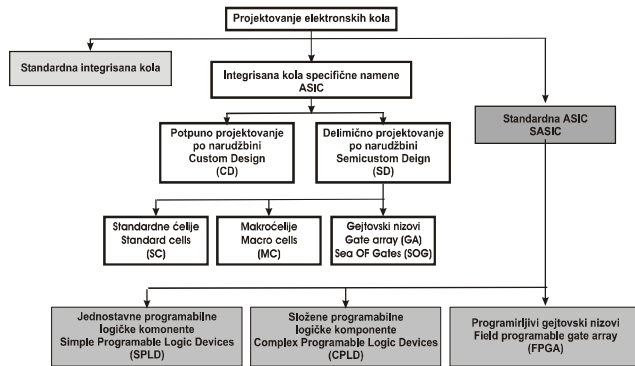 Projektovanje elektronskih kola
Standardna integrisana kola
Integrisana kola specifične namene
ASIC
Standardna ASIC
SASIC
Potpuno projektovanje
po narudžbini
Custom Design
(CD)
Delimično projektovanje
po narudžbini
Semicustom Deign
(SD)
Standardne ćelije
Standard cells
(SC)
Makroćelije
Macro cells
(MC)
Gejtovski nizovi
Gate array (GA)
Sea OF Gates (SOG)
Jednostavne programabilne
logičke komonente
Simple Programable Logic Devices
(SPLD)
Složene programabilne
logičke komponente
Complex Programable Logic Devices
(CPLD)
Programirljivi gejtovski nizovi
Field programable gate array
(FPGA)